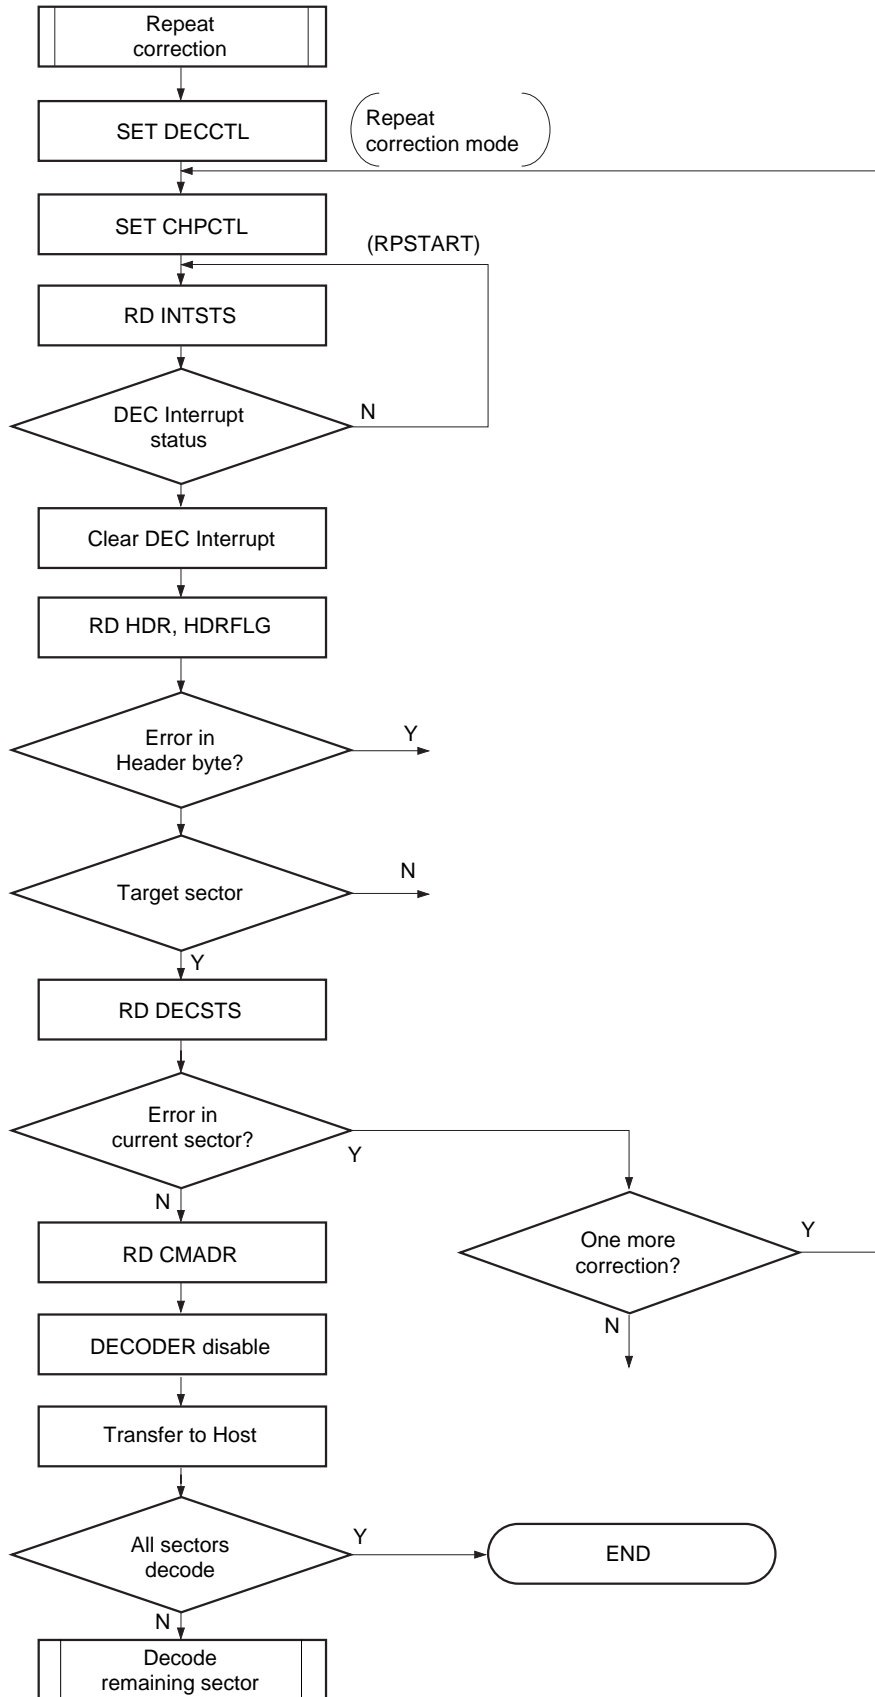 Repeat
correction
SET DECCTL
Repeat
correction mode
SET CHPCTL
(RPSTART)
RD INTSTS
DEC Interrupt
status
N
Clear DEC Interrupt
RD HDR, HDRFLG
Error in
Header byte?
Y
Target sector
N
Y
RD DECSTS
Error in
current sector?
Y
N
RD CMADR
One more
correction?
Y
N
DECODER disable
Transfer to Host
All sectors
decode
Y
END
N
Decode
remaining sector